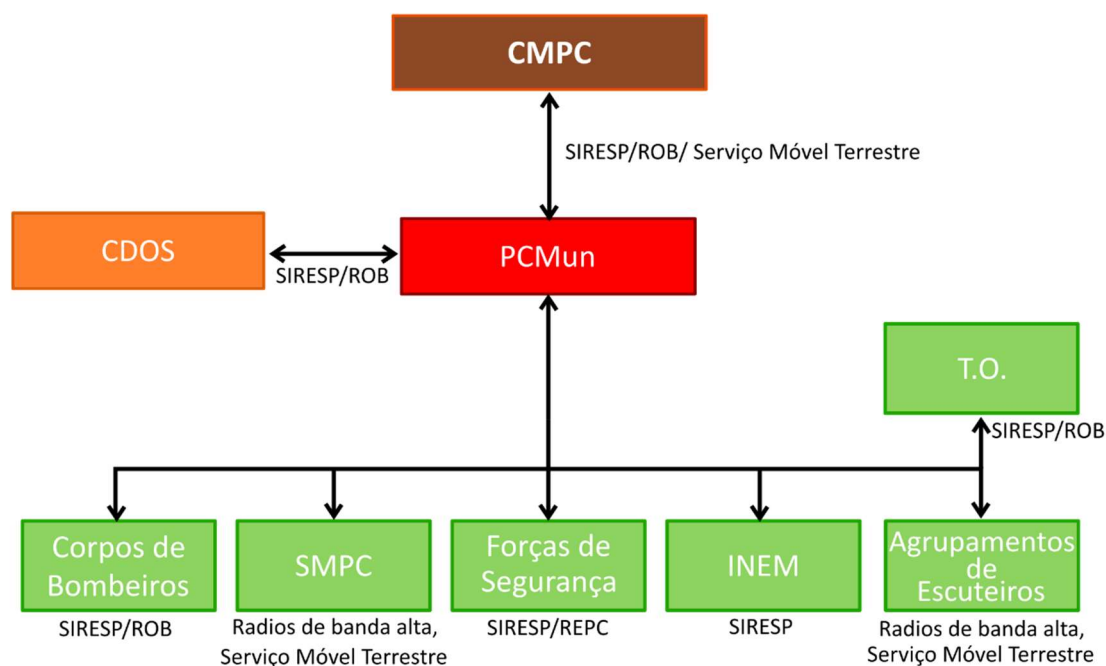 CMPC
SIRESP/ROB/ Serviço Móvel Terrestre
CDOS
SIRESP/ROB
PCMun
T.O.
SIRESP/ROB
Corpos de
Bombeiros
SIRESP/ROB
SMPC
Radios de banda alta,
Serviço Móvel Terrestre
Forças de
Segurança
SIRESP/REPC
INEM
SIRESP
Agrupamentos
de
Escuteiros
Radios de banda alta,
Serviço Móvel Terrestre